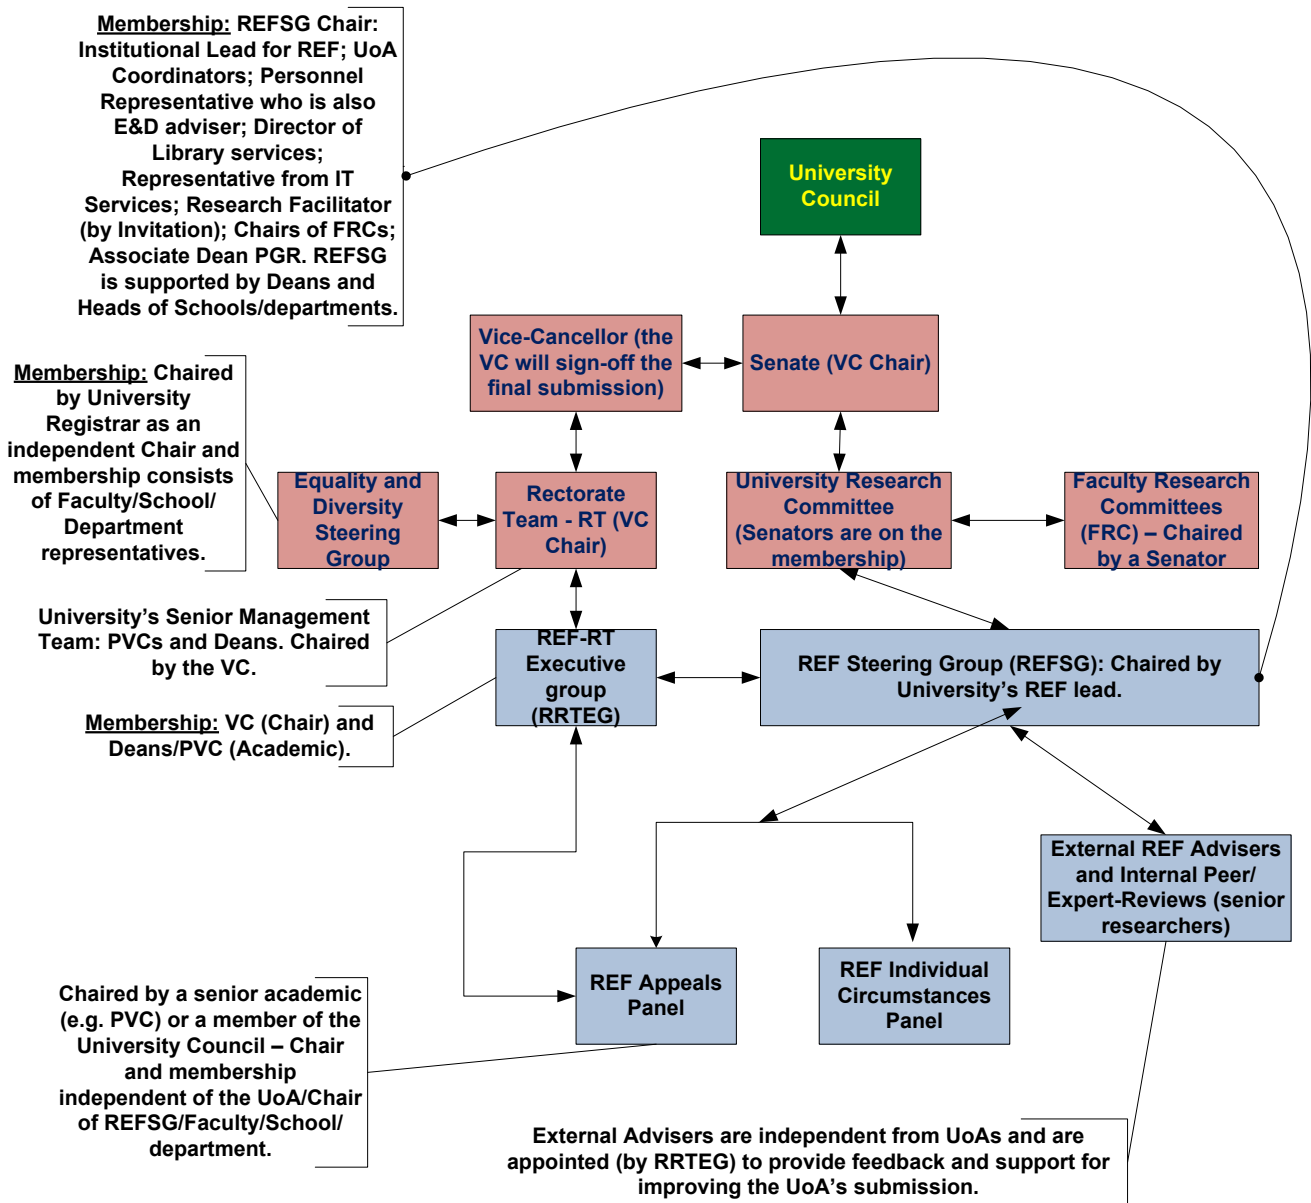 Membership: REFSG Chair:
Institutional Lead for REF; UoA
Coordinators; Personnel
Representative who is also
E&D adviser; Director of
Library services;
Representative from IT
Services; Research Facilitator
(by Invitation); Chairs of FRCs;
Associate Dean PGR. REFSG
is supported by Deans and
Heads of Schools/departments.
University
Council
Vice-Cancellor (the
VC will sign-off the
final submission)
Senate (VC Chair)
Membership: Chaired
by University
Registrar as an
independent Chair and
membership consists
of Faculty/School/
Department
representatives.
Equality and
Diversity
Steering
Group
Rectorate
Team - RT (VC
Chair)
University Research
Committee
(Senators are on the
membership)
Faculty Research
Committees
(FRC) – Chaired
by a Senator
University’s Senior Management
Team: PVCs and Deans. Chaired
by the VC.
REF-RT
Executive
group
(RRTEG)
REF Steering Group (REFSG): Chaired by
University’s REF lead.
Membership: VC (Chair) and
Deans/PVC (Academic).
External REF Advisers
and Internal Peer/
Expert-Reviews (senior
researchers)
REF Appeals
Panel
REF Individual
Circumstances
Panel
Chaired by a senior academic
(e.g. PVC) or a member of the
University Council – Chair
and membership
independent of the UoA/Chair
of REFSG/Faculty/School/
department.
External Advisers are independent from UoAs and are
appointed (by RRTEG) to provide feedback and support for
improving the UoA’s submission.